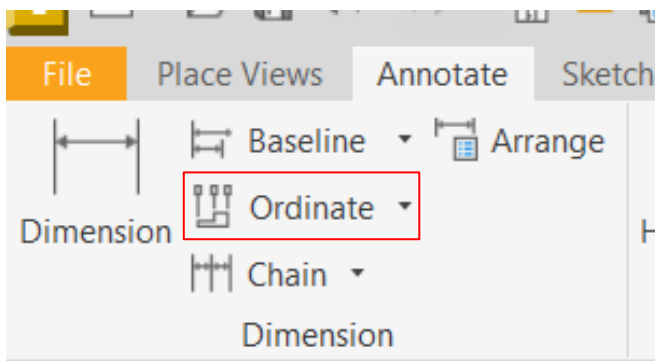 File Place Views Annotate Sketch
Baseline Arrange
Ordinate
Dimension
Chain
Dimension